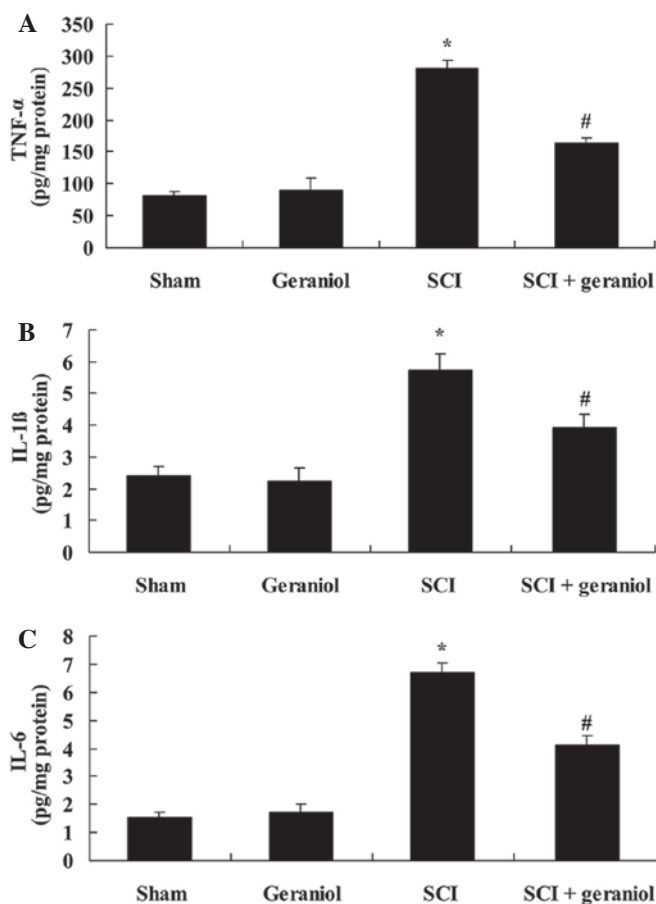 A
TNF-α
(pg/mg protein)
350
300
250
200
150
100
50
0
*
#
Sham Geraniol SCI SCI + geraniol
B
IL-1ß
(pg/mg protein)
7
6
5
4
3
2
1
0
*
#
Sham Geraniol SCI SCI + geraniol
C
IL-6
(pg/mg protein)
8
7
6
5
4
3
2
1
0
*
#
Sham Geraniol SCI SCI + geraniol